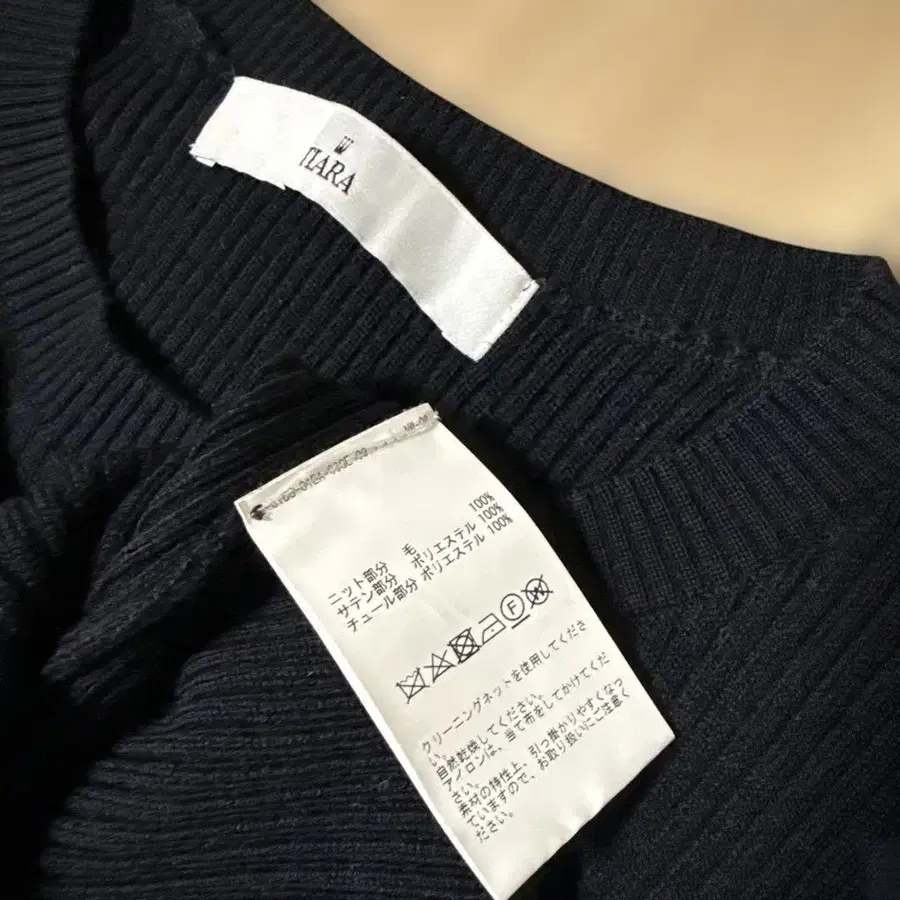 TIARA
ニット部分 毛 100%
サテン部分 ポリエステル 100%
チュール部分 ポリエステル 100%
クリーニングネットを使用してくださ
い。
自然乾燥してください。
アイロンは、当て布をしてかけてくだ
さい。
素材の特性上、引っ掛かりやすくなっ
ていますので、お取り扱いにご注意く
ださい。